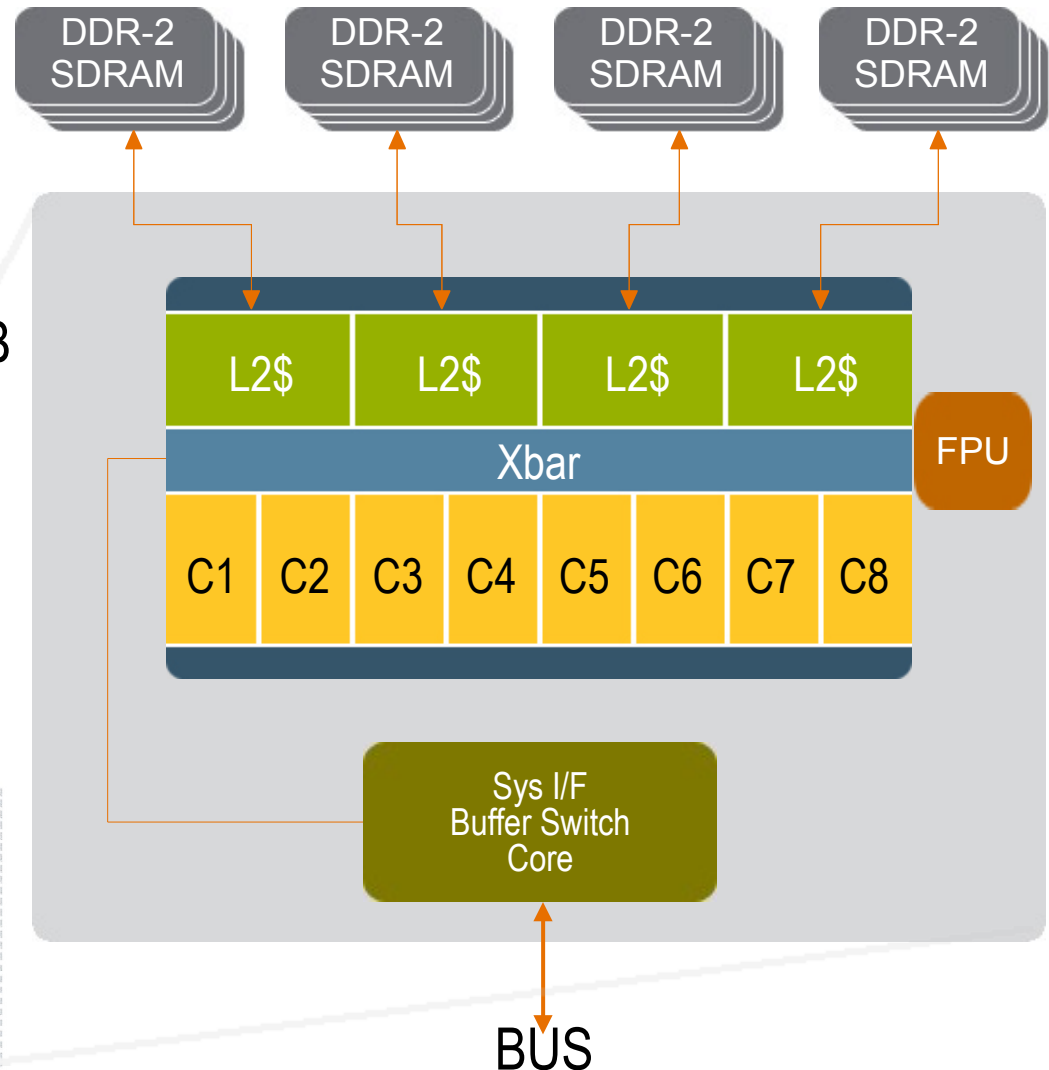 DDR-2
SDRAM
DDR-2
SDRAM
DDR-2
SDRAM
DDR-2
SDRAM
B
L2$
L2$
L2$
L2$
FPU
Xbar
C1
C2
C3
C4
C5
C6
C7
C8
Sys I/F
Buffer Switch
Core
BUS